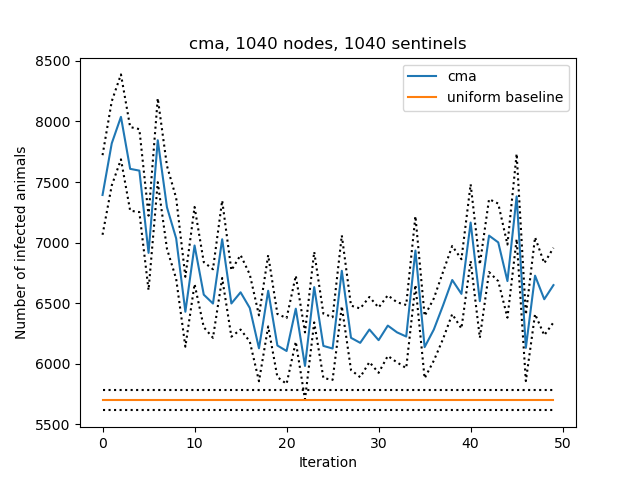 cma, 1040 nodes, 1040 sentinels
cma
uniform baseline
Number of infected animals
8500
8000
7500
7000
6500
6000
5500
0 10 20 30 40 50
Iteration